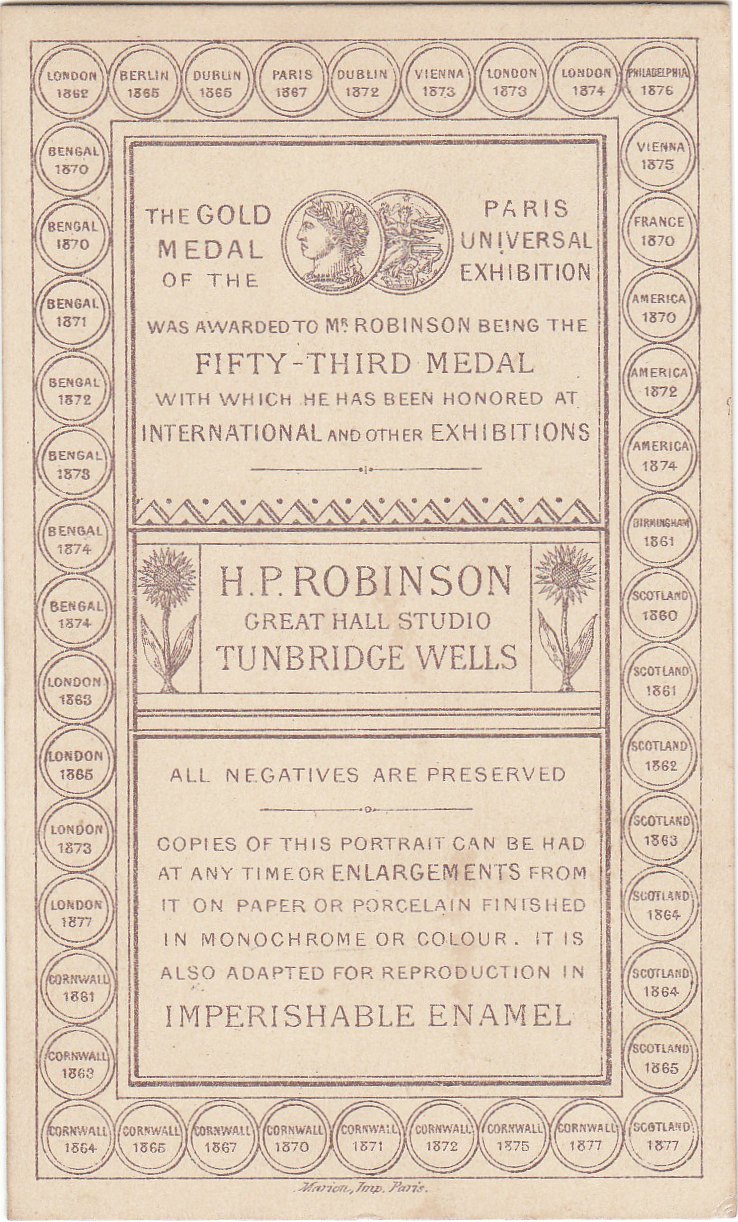 LONDON 1862
BERLIN 1865
DUBLIN 1865
PARIS 1867
DUBLIN 1872
VIENNA 1873
LONDON 1873
LONDON 1874
PHILADELPHIA 1876
BENGAL 1870
BENGAL 1870
BENGAL 1871
BENGAL 1872
BENGAL 1873
BENGAL 1874
BENGAL 1874
LONDON 1863
LONDON 1865
LONDON 1873
LONDON 1877
CORNWALL 1861
CORNWALL 1863
THE GOLD
MEDAL
OF THE
PARIS
UNIVERSAL
EXHIBITION
WAS AWARDED TO MR ROBINSON BEING THE
FIFTY-THIRD MEDAL
WITH WHICH HE HAS BEEN HONORED AT
INTERNATIONAL AND OTHER EXHIBITIONS
H.P. ROBINSON
GREAT HALL STUDIO
TUNBRIDGE WELLS
ALL NEGATIVES ARE PRESERVED
COPIES OF THIS PORTRAIT CAN BE HAD
AT ANY TIME OR ENLARGEMENTS FROM
IT ON PAPER OR PORCELAIN FINISHED
IN MONOCHROME OR COLOUR. IT IS
ALSO ADAPTED FOR REPRODUCTION IN
IMPERISHABLE ENAMEL
VIENNA 1875
FRANCE 1870
AMERICA 1870
AMERICA 1872
AMERICA 1874
BIRMINGHAM 1861
SCOTLAND 1860
SCOTLAND 1861
SCOTLAND 1862
SCOTLAND 1863
SCOTLAND 1864
SCOTLAND 1864
SCOTLAND 1865
CORNWALL 1864
CORNWALL 1865
CORNWALL 1867
CORNWALL 1870
CORNWALL 1871
CORNWALL 1872
CORNWALL 1875
CORNWALL 1877
SCOTLAND 1877
Marion, Imp. Paris.